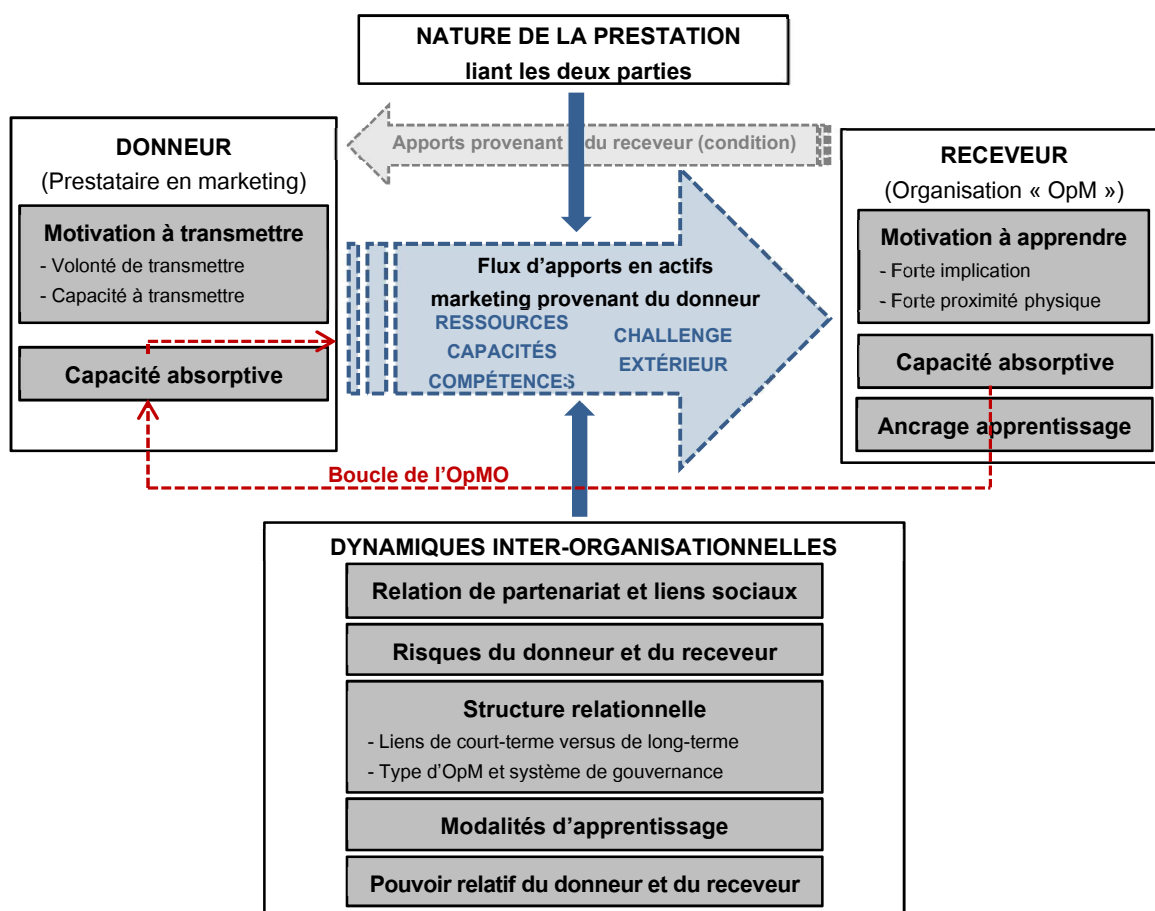 NATURE DE LA PRESTATION
liant les deux parties
Apports provenant du receveur (condition)
DONNEUR
(Prestataire en marketing)
Motivation à transmettre
- Volonté de transmettre
- Capacité à transmettre
Capacité absorptive
Flux d'apports en actifs
marketing provenant du donneur
RESSOURCES
CAPACITÉS
COMPÉTENCES
CHALLENGE
EXTÉRIEUR
RECEVEUR
(Organisation « OpM »)
Motivation à apprendre
- Forte implication
- Forte proximité physique
Capacité absorptive
Ancrage apprentissage
Boucle de l'OpMO
DYNAMIQUES INTER-ORGANISATIONNELLES
Relation de partenariat et liens sociaux
Risques du donneur et du receveur
Structure relationnelle
- Liens de court-terme versus de long-terme
- Type d'OpM et système de gouvernance
Modalités d'apprentissage
Pouvoir relatif du donneur et du receveur